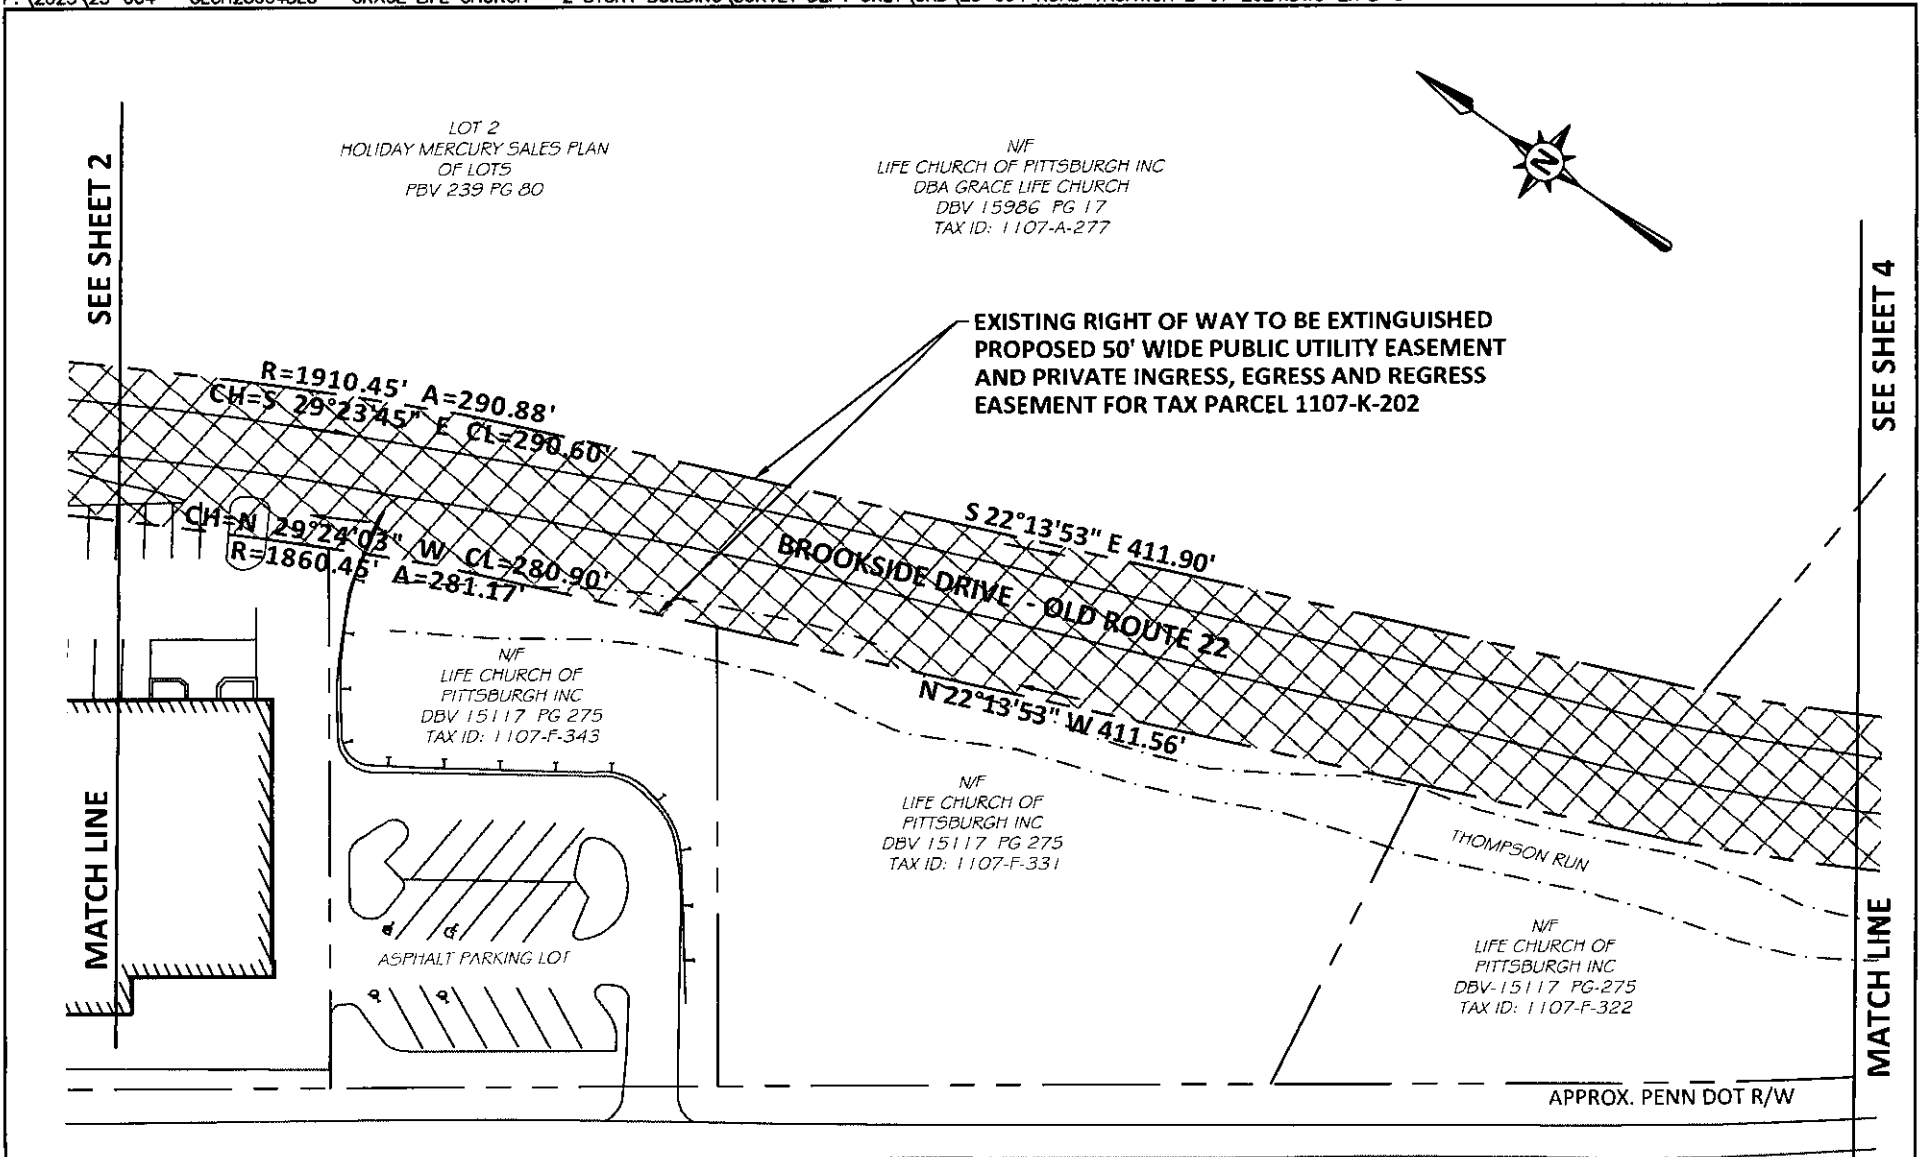 SEE SHEET 2
LOT 2
HOLIDAY MERCURY SALES PLAN
OF LOTS
PBV 239 PG 80
N/F
LIFE CHURCH OF PITTSBURGH INC
DBA GRACE LIFE CHURCH
DBV 15986 PG 17
TAX ID: 1107-A-277
N
SEE SHEET 4
EXISTING RIGHT OF WAY TO BE EXTINGUISHED
PROPOSED 50' WIDE PUBLIC UTILITY EASEMENT
AND PRIVATE INGRESS, EGRESS AND REGRESS
EASEMENT FOR TAX PARCEL 1107-K-202
R=1910.45' A=290.88'
CH=S 29°23'45" E CL=290.60'
CH=N 29°24'03" W CL=280.90'
R=1860.45' A=281.17'
S 22°13'53" E 411.90'
BROOKSIDE DRIVE - OLD ROUTE 22
N 22°13'53" W 411.56'
N/F
LIFE CHURCH OF
PITTSBURGH INC
DBV 15117 PG 275
TAX ID: 1107-F-343
N/F
LIFE CHURCH OF
PITTSBURGH INC
DBV 15117 PG 275
TAX ID: 1107-F-331
THOMPSON RUN
N/F
LIFE CHURCH OF
PITTSBURGH INC
DBV-15117 PG-275
TAX ID: 1107-F-322
MATCH LINE
ASPHALT PARKING LOT
MATCH LINE
APPROX. PENN DOT R/W